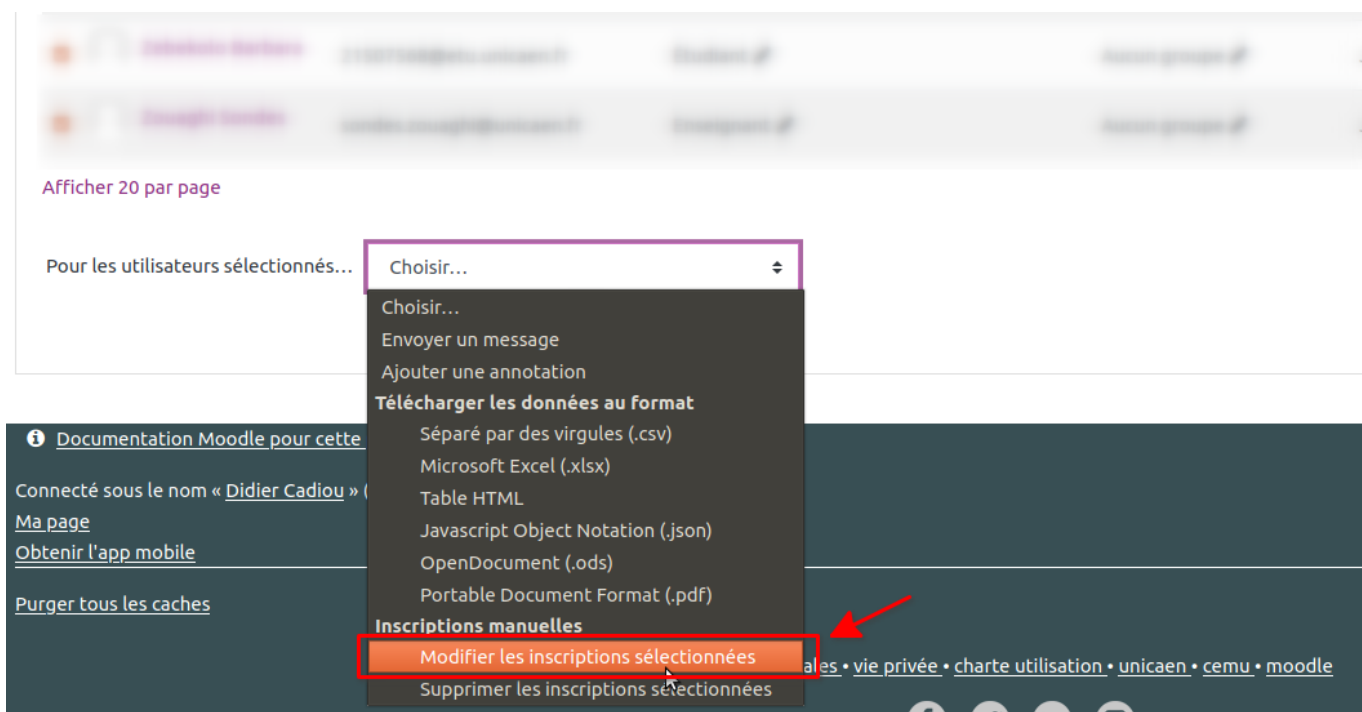 Afficher 20 par page
Pour les utilisateurs sélectionnés…
Choisir…
Choisir…
Envoyer un message
Ajouter une annotation
Télécharger les données au format
Séparé par des virgules (.csv)
Microsoft Excel (.xlsx)
Table HTML
Javascript Object Notation (.json)
OpenDocument (.ods)
Portable Document Format (.pdf)
Inscriptions manuelles
Modifier les inscriptions sélectionnées
Supprimer les inscriptions sélectionnées
Documentation Moodle pour cette
Connecté sous le nom « Didier Cadiou » (
Ma page
Obtenir l'app mobile
Purger tous les caches
ales • vie privée • charte utilisation • unicaen • cemu • moodle